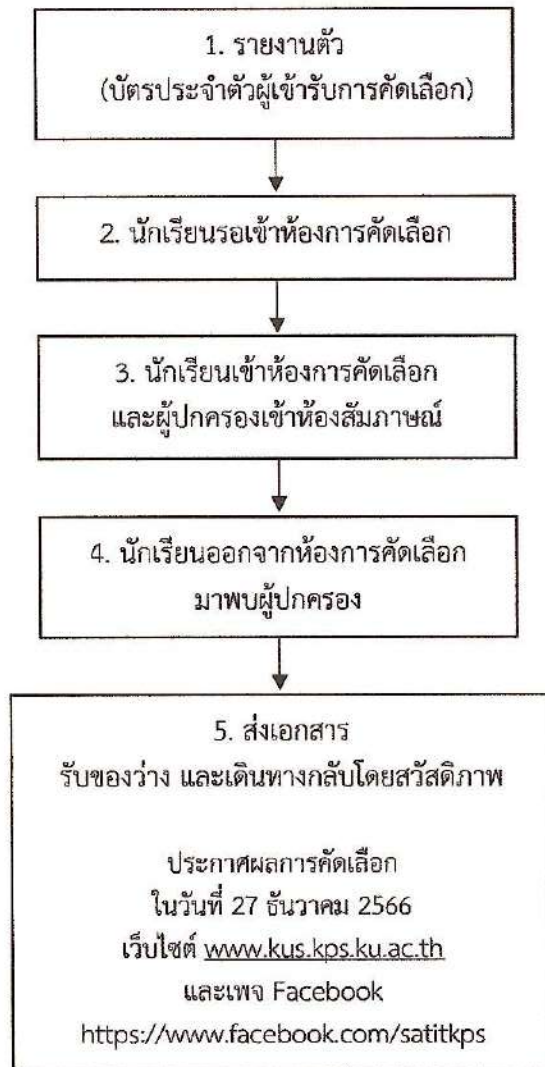 1. รายงานตัว
(บัตรประจำตัวผู้เข้ารับการคัดเลือก)
2. นักเรียนรอเข้าห้องการคัดเลือก
3. นักเรียนเข้าห้องการคัดเลือก
และผู้ปกครองเข้าห้องสัมภาษณ์
4. นักเรียนออกจากห้องการคัดเลือก
มาพบผู้ปกครอง
5. ส่งเอกสาร
รับของว่าง และเดินทางกลับโดยสวัสดิภาพ
ประกาศผลการคัดเลือก
ในวันที่ 27 ธันวาคม 2566
เว็บไซต์ www.kus.kps.ku.ac.th
และเพจ Facebook
https://www.facebook.com/satitkps